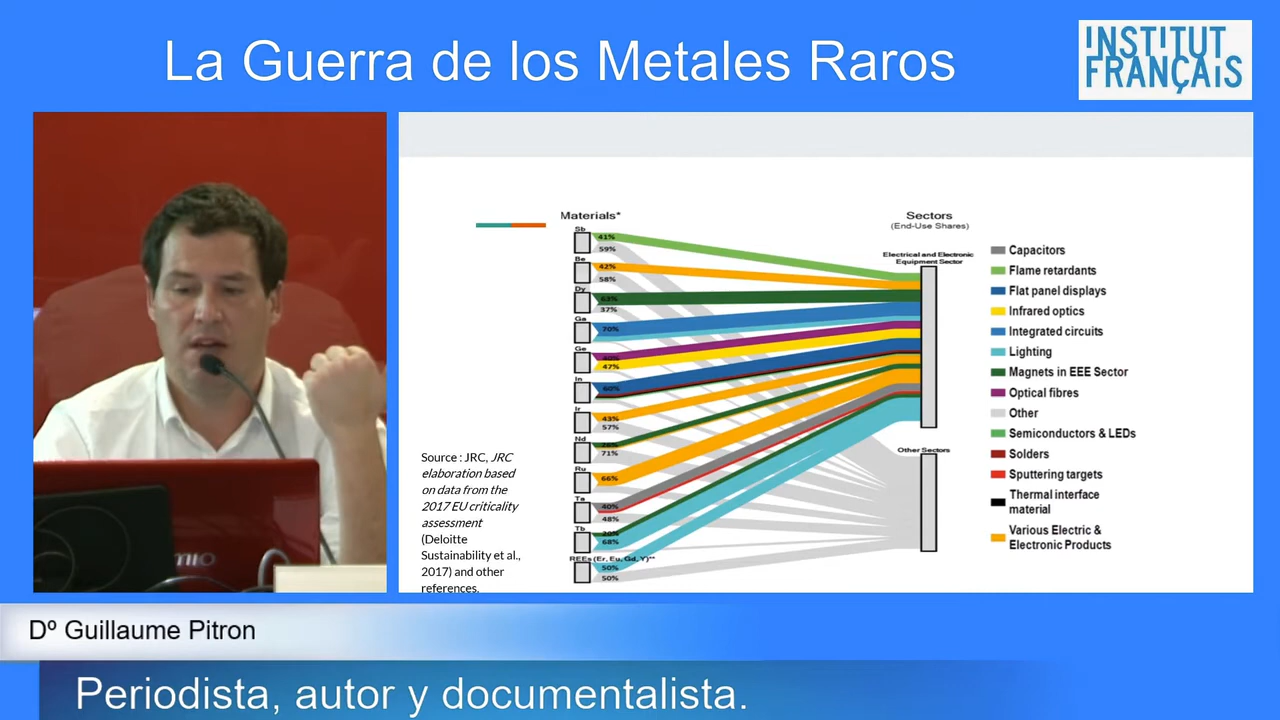 La Guerra de los Metales Raros
INSTITUT
FRANÇAIS
Materials*
Sectors
(End-Use Shares)
Sb
41%
59%
Be
42%
58%
Dy
63%
37%
Ga
70%
Ge
40%
47%
In
60%
Ir
43%
57%
Nd
71%
Ru
66%
Ta
40%
48%
Tb
68%
REEs (Er, Eu, Gd, Y)**
50%
50%
Electrical and Electronic
Equipment Sector
Other Sectors
Capacitors
Flame retardants
Flat panel displays
Infrared optics
Integrated circuits
Lighting
Magnets in EEE Sector
Optical fibres
Other
Semiconductors & LEDs
Solders
Sputtering targets
Thermal interface
material
Various Electric &
Electronic Products
Source : JRC, JRC
elaboration based
on data from the
2017 EU criticality
assessment
(Deloitte
Sustainability et al.,
2017) and other
references.
Dº Guillaume Pitron
Periodista, autor y documentalista.